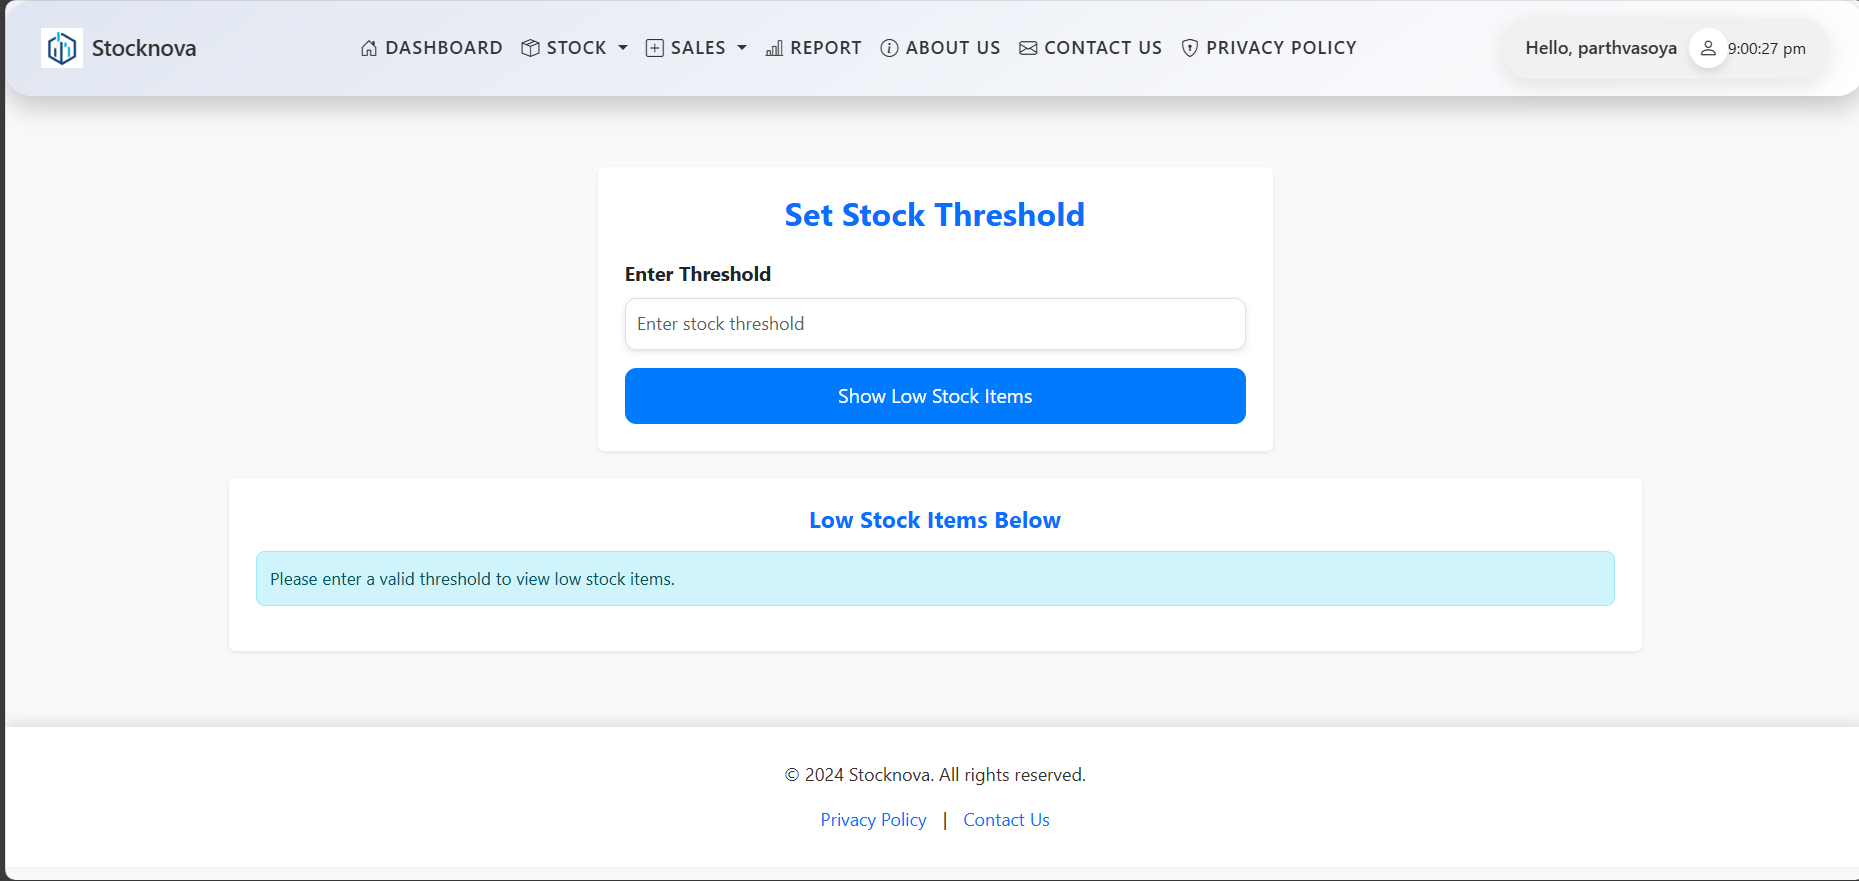 Stocknova DASHBOARD STOCK SALES REPORT ABOUT US CONTACT US PRIVACY POLICY Hello, parthvasoya 9:00:27 pm
Set Stock Threshold
Enter Threshold
Enter stock threshold
Show Low Stock Items
Low Stock Items Below
Please enter a valid threshold to view low stock items.
© 2024 Stocknova. All rights reserved.
Privacy Policy | Contact Us